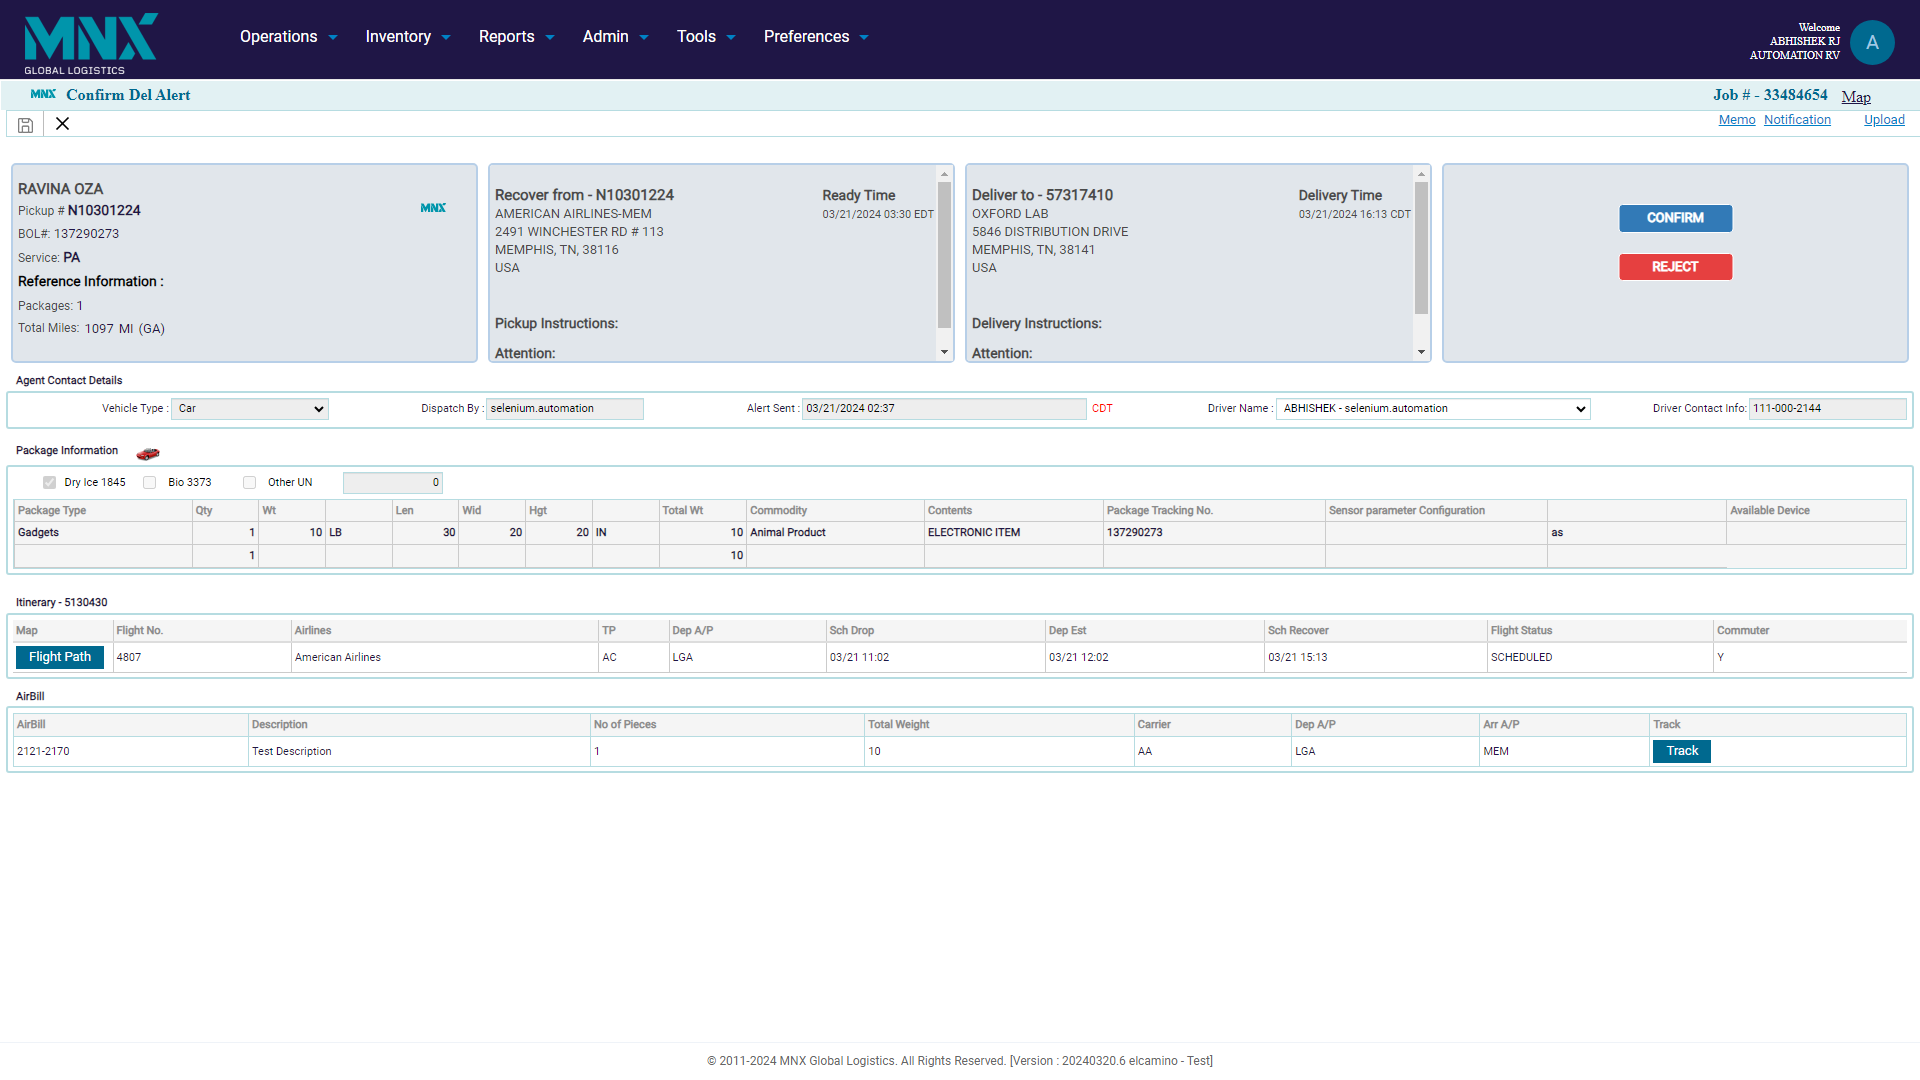 MNX
GLOBAL LOGISTICS
Operations Inventory Reports Admin Tools Preferences
Welcome
ABHISHEK RJ
AUTOMATION RV
A
MNX Confirm Del Alert
Job # - 33484654 Map
Memo Notification Upload
RAVINA OZA
Pickup # N10301224
MNX
BOL#: 137290273
Service: PA
Reference Information :
Packages: 1
Total Miles: 1097 MI (GA)
Recover from - N10301224
AMERICAN AIRLINES-MEM
2491 WINCHESTER RD # 113
MEMPHIS, TN, 38116
USA
Ready Time
03/21/2024 03:30 EDT
Pickup Instructions:
Attention:
Deliver to - 57317410
OXFORD LAB
5846 DISTRIBUTION DRIVE
MEMPHIS, TN, 38141
USA
Delivery Time
03/21/2024 16:13 CDT
Delivery Instructions:
Attention:
CONFIRM
REJECT
Agent Contact Details
Vehicle Type : Car Dispatch By : selenium.automation Alert Sent : 03/21/2024 02:37 CDT Driver Name : ABHISHEK - selenium.automation Driver Contact Info: 111-000-2144
Package Information
Dry Ice 1845 Bio 3373 Other UN 0
Package Type Qty Wt Len Wid Hgt Total Wt Commodity Contents Package Tracking No. Sensor parameter Configuration Available Device
Gadgets 1 10 LB 30 20 20 IN 10 Animal Product ELECTRONIC ITEM 137290273 as
1 10
Itinerary - 5130430
Map Flight No. Airlines TP Dep A/P Sch Drop Dep Est Sch Recover Flight Status Commuter
Flight Path 4807 American Airlines AC LGA 03/21 11:02 03/21 12:02 03/21 15:13 SCHEDULED Y
AirBill
AirBill Description No of Pieces Total Weight Carrier Dep A/P Arr A/P Track
2121-2170 Test Description 1 10 AA LGA MEM Track
© 2011-2024 MNX Global Logistics. All Rights Reserved. [Version : 20240320.6 elcamino - Test]